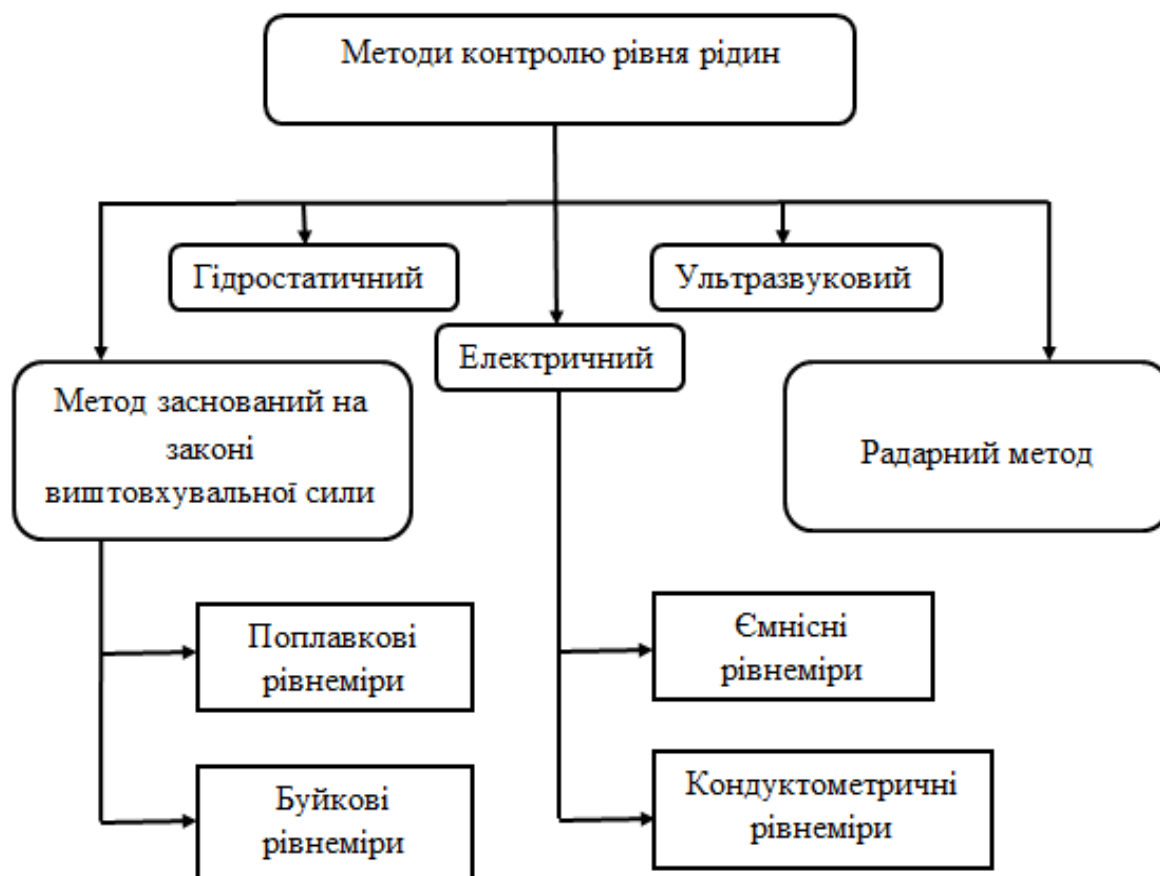 Методи контролю рівня рідин
Гідростатичний
Ультразвуковий
Електричний
Метод заснований на
законі
виштовхувальної сили
Радарний метод
Поплавкові
рівнеміри
Ємнісні
рівнеміри
Буйкові
рівнеміри
Кондуктометричні
рівнеміри